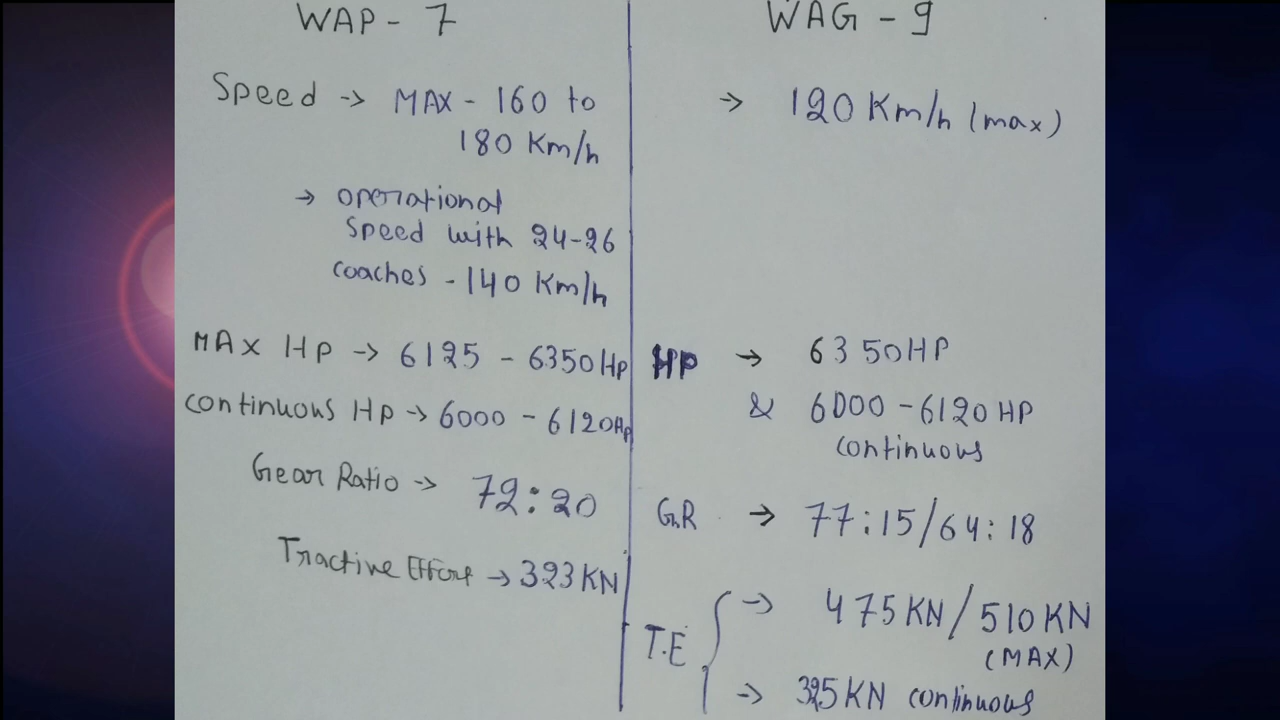 WAP - 7
Speed → MAX - 160 to
180 Km/h
→ operational
speed with 24-26
coaches - 140 Km/h
MAX HP → 6125 - 6350 HP
continuous HP → 6000 - 6120 HP
Gear Ratio → 72:20
Tractive Effort → 323 KN
WAG - 9
→ 120 Km/h (max)
HP → 6350 HP
& 6000 - 6120 HP
continuous
G.R → 77:15/64:18
T.E → 475 KN/510 KN
(MAX)
→ 325 KN continuous